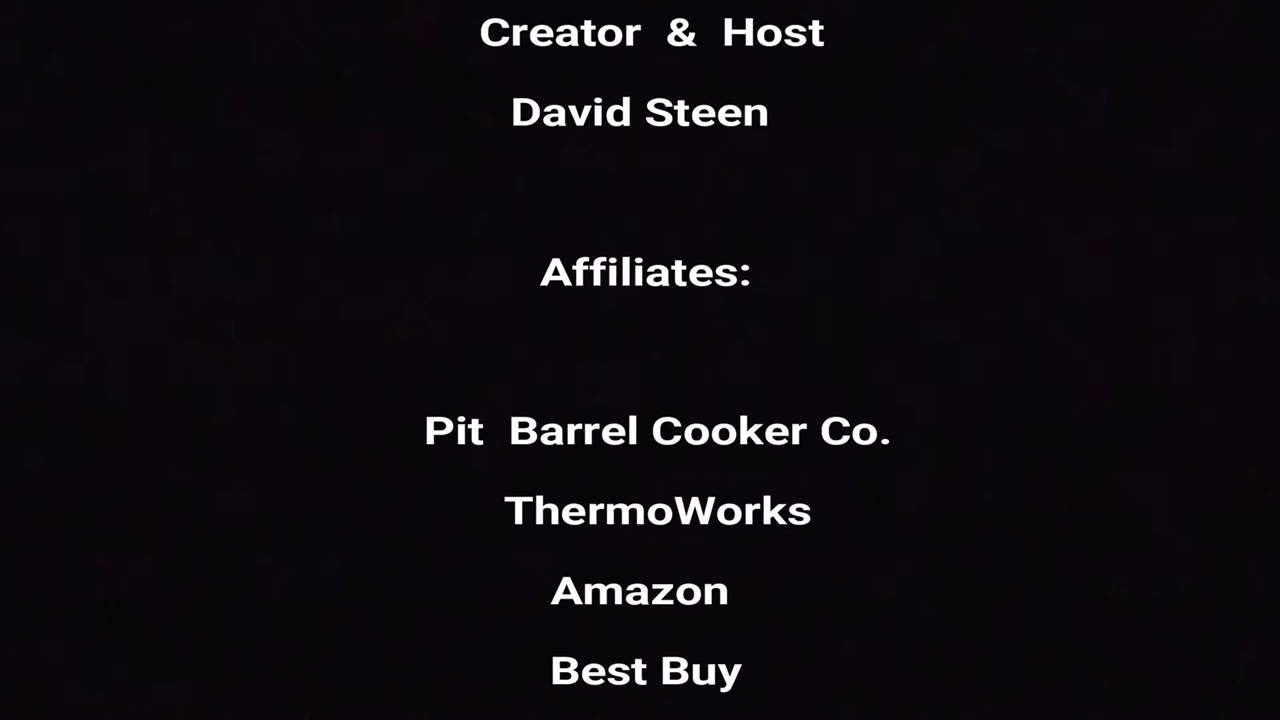 Creator & Host
David Steen
Affiliates:
Pit Barrel Cooker Co.
ThermoWorks
Amazon
Best Buy